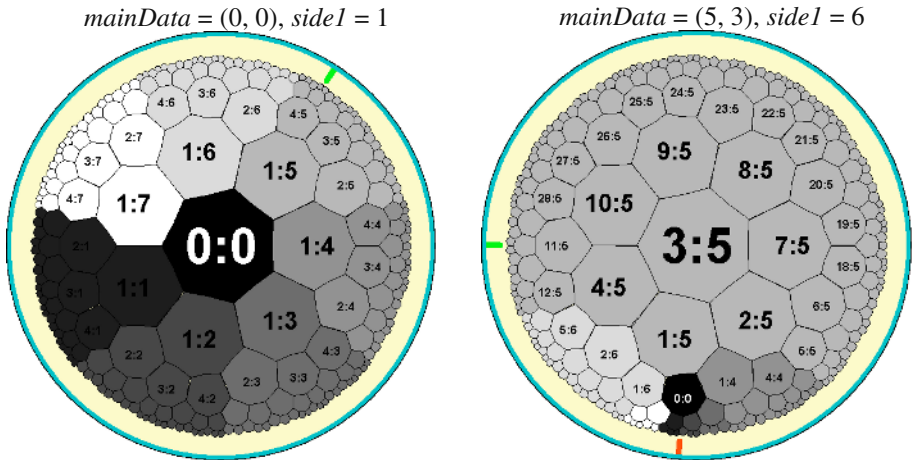 mainData = (0, 0), side1 = 1
4:6 3:6 2:6 4:5
2:7 1:6 3:5
3:7 1:5 2:5
4:7 1:7 4:4
2:1 0:0 1:4 3:4
3:1 1:1 2:4
4:1 1:2 1:3
2:2 4:3
3:2 4:2 2:3 3:3
mainData = (5, 3), side1 = 6
25:5 24:5 23:5 22:5
26:5 9:5 21:5
27:5 8:5 20:5
28:5 10:5 19:5
11:5 3:5 7:5 18:5
12:5 4:5 6:5
5:6 1:5 2:5 5:5
2:6 1:6 0:0 1:4 4:4